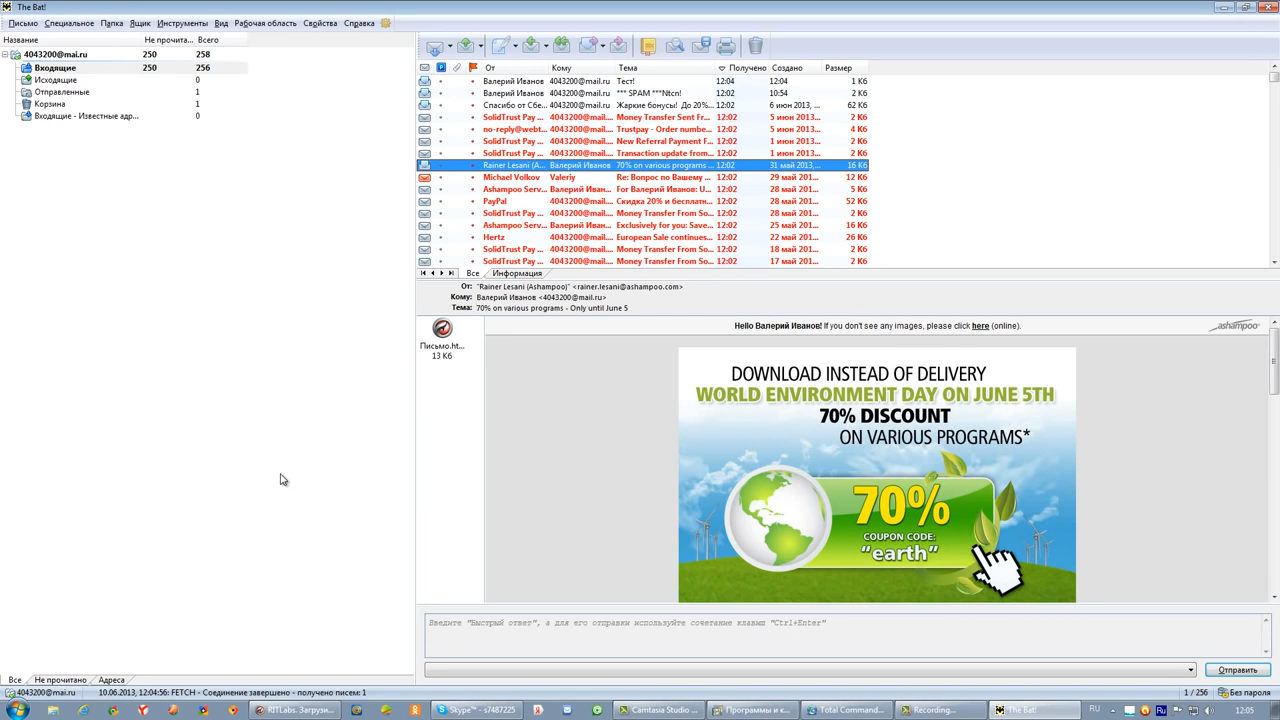 The Bat!
Письмо Специальное Папка Ящик Инструменты Вид Рабочая область Свойства Справка
Название Не прочита... Всего
4043200@mai.ru 250 258
Входящие 250 256
Исходящие 0
Отправленные 1
Корзина 1
Входящие - Известные адр... 0
От Кому Тема Получено Создано Размер
Валерий Иванов 4043200@mail.ru Тест! 12:04 12:04 1 Кб
Валерий Иванов 4043200@mail.ru *** SPAM ***Ntcn! 12:02 10:54 2 Кб
Спасибо от Сбе... 4043200@mail.ru Жаркие бонусы! До 20%... 12:02 6 июн 2013, ... 62 Кб
SolidTrust Pay ... 4043200@mail.... Money Transfer Sent Fr... 12:02 5 июн 2013... 2 Кб
no-reply@webt... 4043200@mail.... Trustpay - Order numbe... 12:02 5 июн 2013... 4 Кб
SolidTrust Pay ... 4043200@mail.... New Referral Payment F... 12:02 1 июн 2013... 2 Кб
SolidTrust Pay ... 4043200@mail.... Transaction update from... 12:02 1 июн 2013... 2 Кб
Rainer Lesani (A... Валерий Иванов 70% on various programs ... 12:02 31 май 2013,... 16 Кб
Michael Volkov Valeriy Re: Вопрос по Вашему ... 12:02 29 май 201... 12 Кб
Ashampoo Serv... Валерий Иван... For Валерий Иванов: U... 12:02 28 май 201... 5 Кб
PayPal 4043200@mail.... Скидка 20% и бесплатн... 12:02 28 май 201... 52 Кб
SolidTrust Pay ... 4043200@mail.... Money Transfer From So... 12:02 28 май 201... 2 Кб
Ashampoo Serv... Валерий Иван... Exclusively for you: Save... 12:02 25 май 201... 16 Кб
Hertz 4043200@mail.... European Sale continues... 12:02 22 май 201... 26 Кб
SolidTrust Pay ... 4043200@mail.... Money Transfer From So... 12:02 18 май 201... 2 Кб
SolidTrust Pay ... 4043200@mail.... Money Transfer From So... 12:02 17 май 201... 2 Кб
Все Информация
От: "Rainer Lesani (Ashampoo)" <rainer.lesani@ashampoo.com>
Кому: Валерий Иванов <4043200@mail.ru>
Тема: 70% on various programs - Only until June 5
Письмо.ht...
13 Кб
Hello Валерий Иванов! If you don't see any images, please click here (online).
ashampoo
DOWNLOAD INSTEAD OF DELIVERY
WORLD ENVIRONMENT DAY ON JUNE 5TH
70% DISCOUNT
ON VARIOUS PROGRAMS*
70%
COUPON CODE:
"earth"
Введите "Быстрый ответ", а для его отправки используйте сочетание клавиш "Ctrl+Enter"
Отправить
Все Не прочитано Адреса
4043200@mai.ru 10.06.2013, 12:04:56: FETCH - Соединение завершено - получено писем: 1 1 / 256 Без пароля
RITLabs. Загрузи... Skype™ - s7487225 Camtasia Studio ... Программы и к... Total Command... Recording... The Bat! RU Ru 12:05